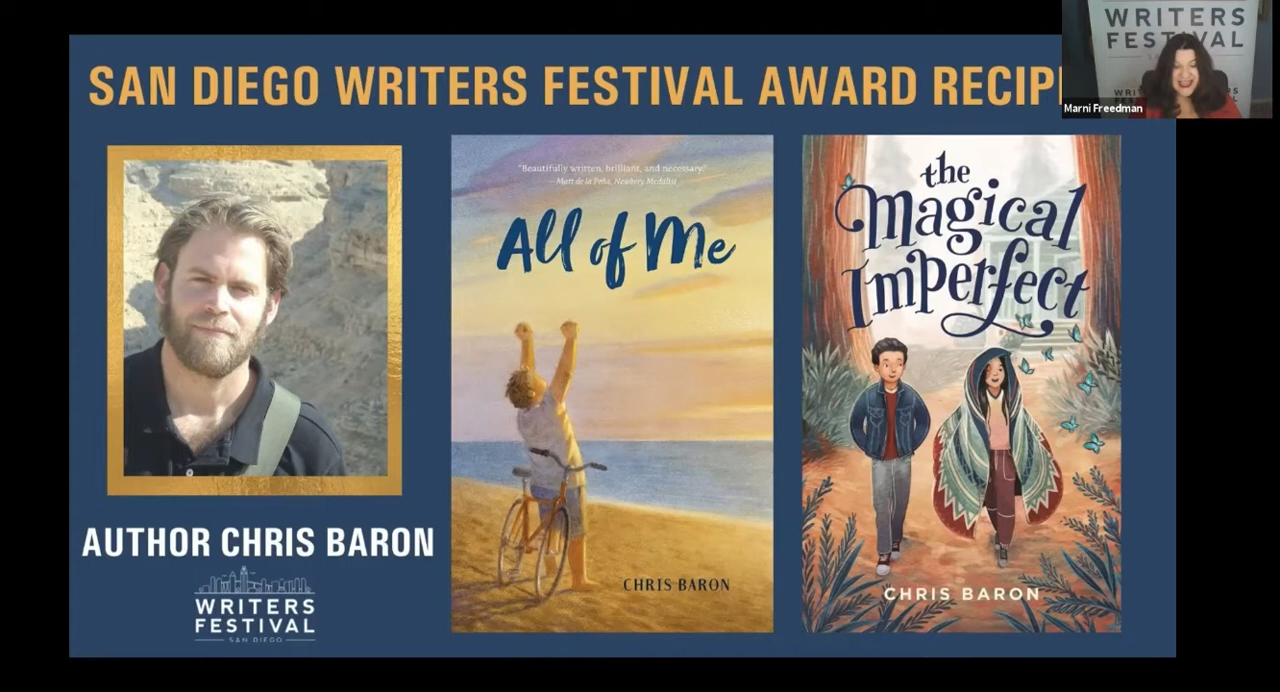 SAN DIEGO WRITERS FESTIVAL AWARD RECIP
WRITERS
FESTIVAL
Marni Freedman
"Beautifully written, brilliant, and necessary."
—Matt de la Peña, Newbery Medalist
All of Me
CHRIS BARON
the
Magical
Imperfect
CHRIS BARON
AUTHOR CHRIS BARON
WRITERS
FESTIVAL
SAN DIEGO